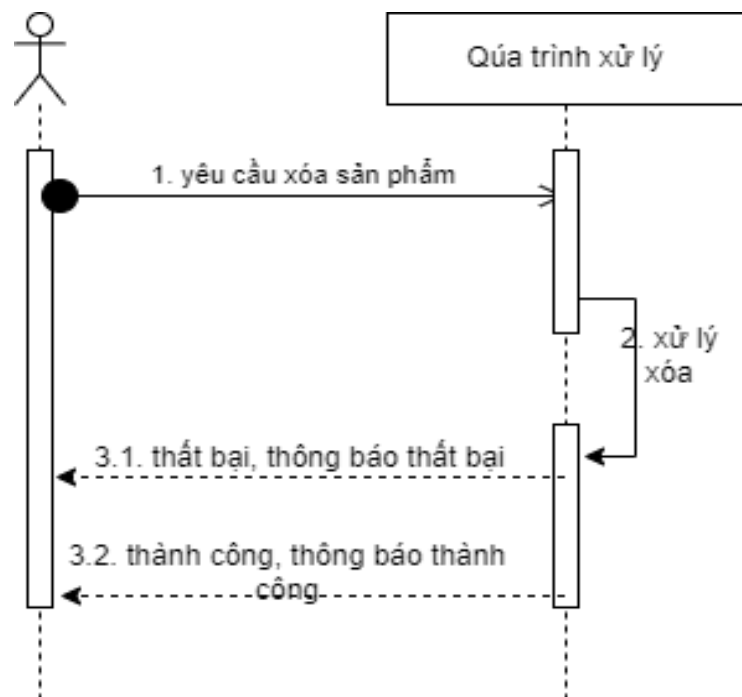 Qúa trình xử lý
1. yêu cầu xóa sản phẩm
2. xử lý
xóa
3.1. thất bại, thông báo thất bại
3.2. thành công, thông báo thành
công